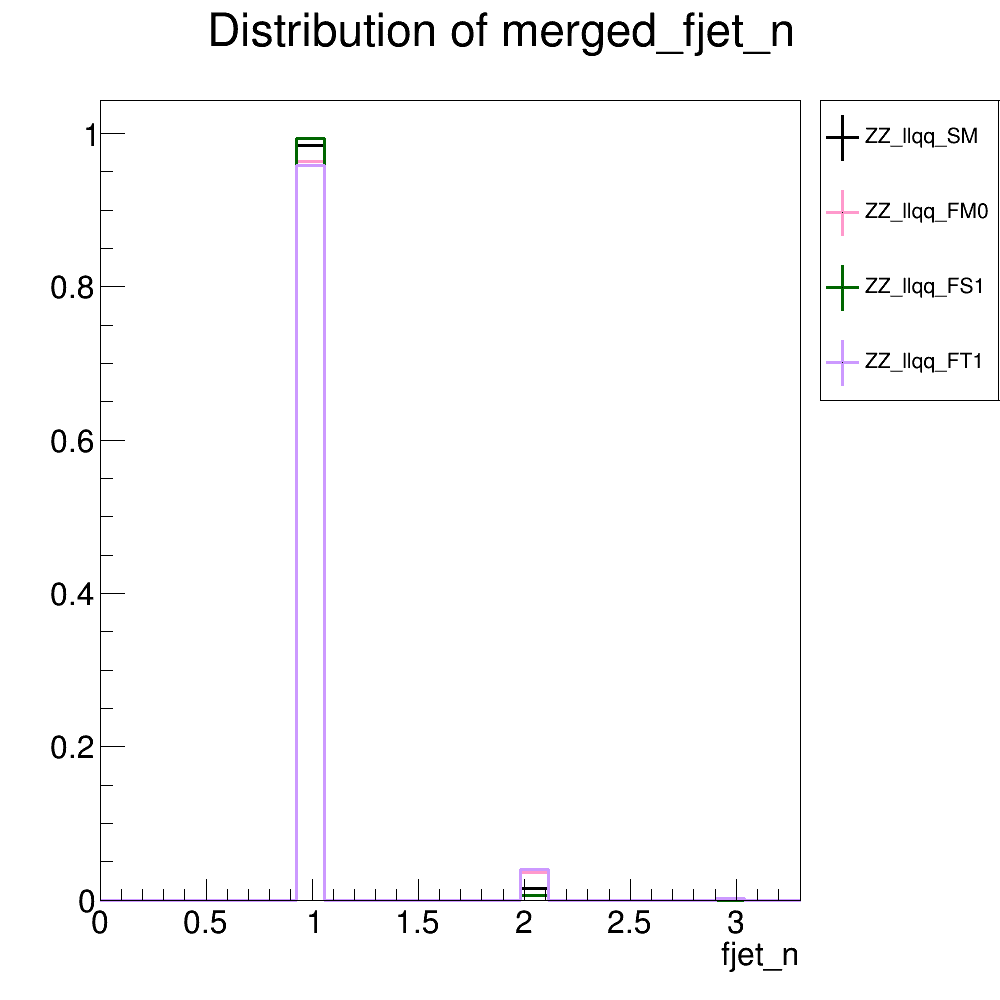 Distribution of merged_fjet_n
1
0.8
0.6
0.4
0.2
0
0 0.5 1 1.5 2 2.5 3
fjet_n
ZZ_llqq_SM
ZZ_llqq_FM0
ZZ_llqq_FS1
ZZ_llqq_FT1